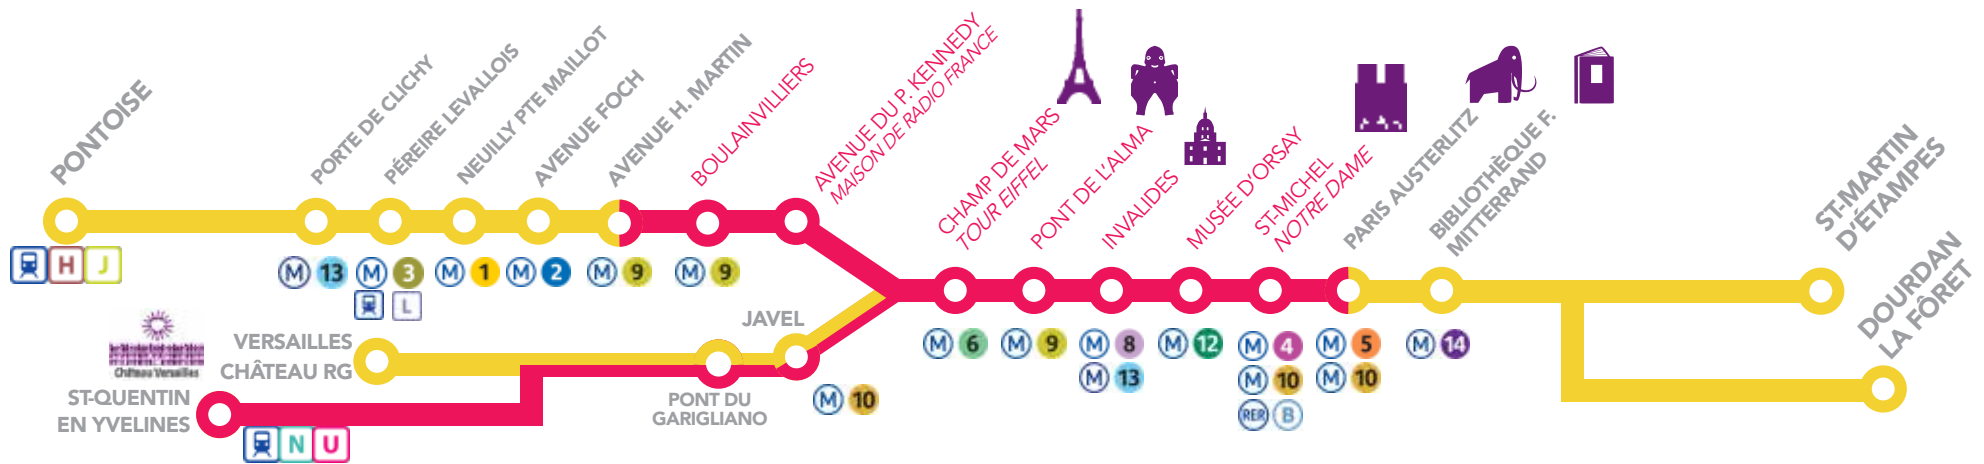 PONTOISE
PORTE DE CLICHY
PÉREIRE LEVALLOIS
NEUILLY PTE MAILLOT
AVENUE FOCH
AVENUE H. MARTIN
BOULAINVILLIERS
AVENUE DU P. KENNEDY
MAISON DE RADIO FRANCE
CHAMP DE MARS
TOUR EIFFEL
PONT DE L'ALMA
INVALIDES
MUSÉE D'ORSAY
ST-MICHEL
NOTRE DAME
PARIS AUSTERLITZ
BIBLIOTHÈQUE F.
MITTERRAND
ST-MARTIN
D'ÉTAMPES
DOURDAN
LA FÔRET
H J
M 13
M 3
L
M 1
M 2
M 9
M 9
M 6
M 9
M 8
M 13
M 12
M 4
M 10
RER B
M 5
M 10
M 14
JAVEL
M 10
PONT DU
GARIGLIANO
VERSAILLES
CHÂTEAU RG
Château Versailles
ST-QUENTIN
EN YVELINES
N U